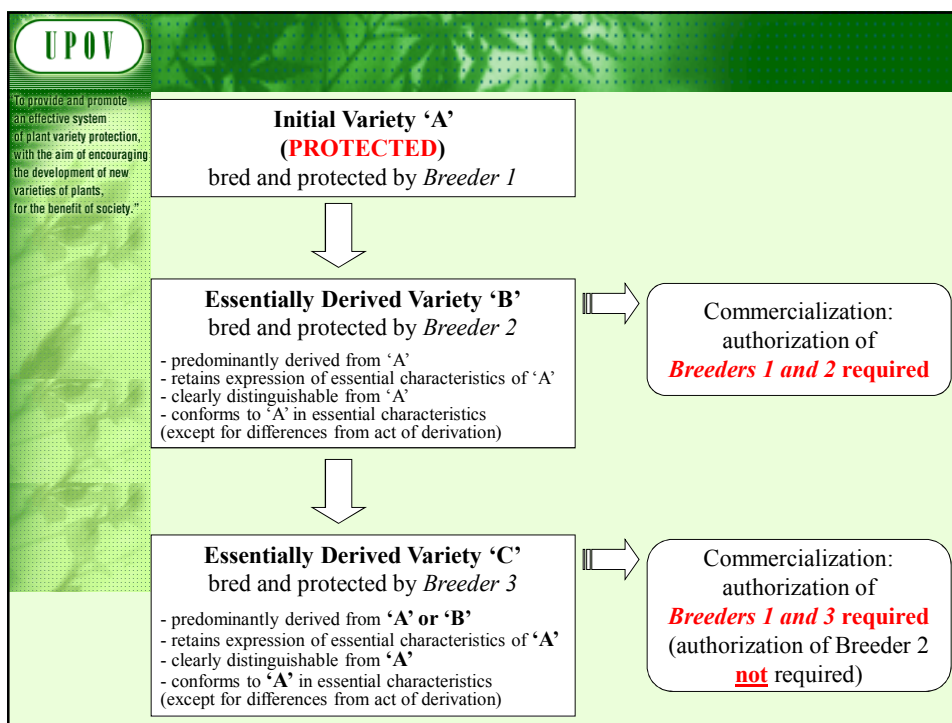 UPOV
"To provide and promote
an effective system
of plant variety protection,
with the aim of encouraging
the development of new
varieties of plants,
for the benefit of society."
Initial Variety ‘A’
(PROTECTED)
bred and protected by Breeder 1
Essentially Derived Variety ‘B’
bred and protected by Breeder 2
- predominantly derived from ‘A’
- retains expression of essential characteristics of ‘A’
- clearly distinguishable from ‘A’
- conforms to ‘A’ in essential characteristics
(except for differences from act of derivation)
Commercialization:
authorization of
Breeders 1 and 2 required
Essentially Derived Variety ‘C’
bred and protected by Breeder 3
- predominantly derived from ‘A’ or ‘B’
- retains expression of essential characteristics of ‘A’
- clearly distinguishable from ‘A’
- conforms to ‘A’ in essential characteristics
(except for differences from act of derivation)
Commercialization:
authorization of
Breeders 1 and 3 required
(authorization of Breeder 2
not required)